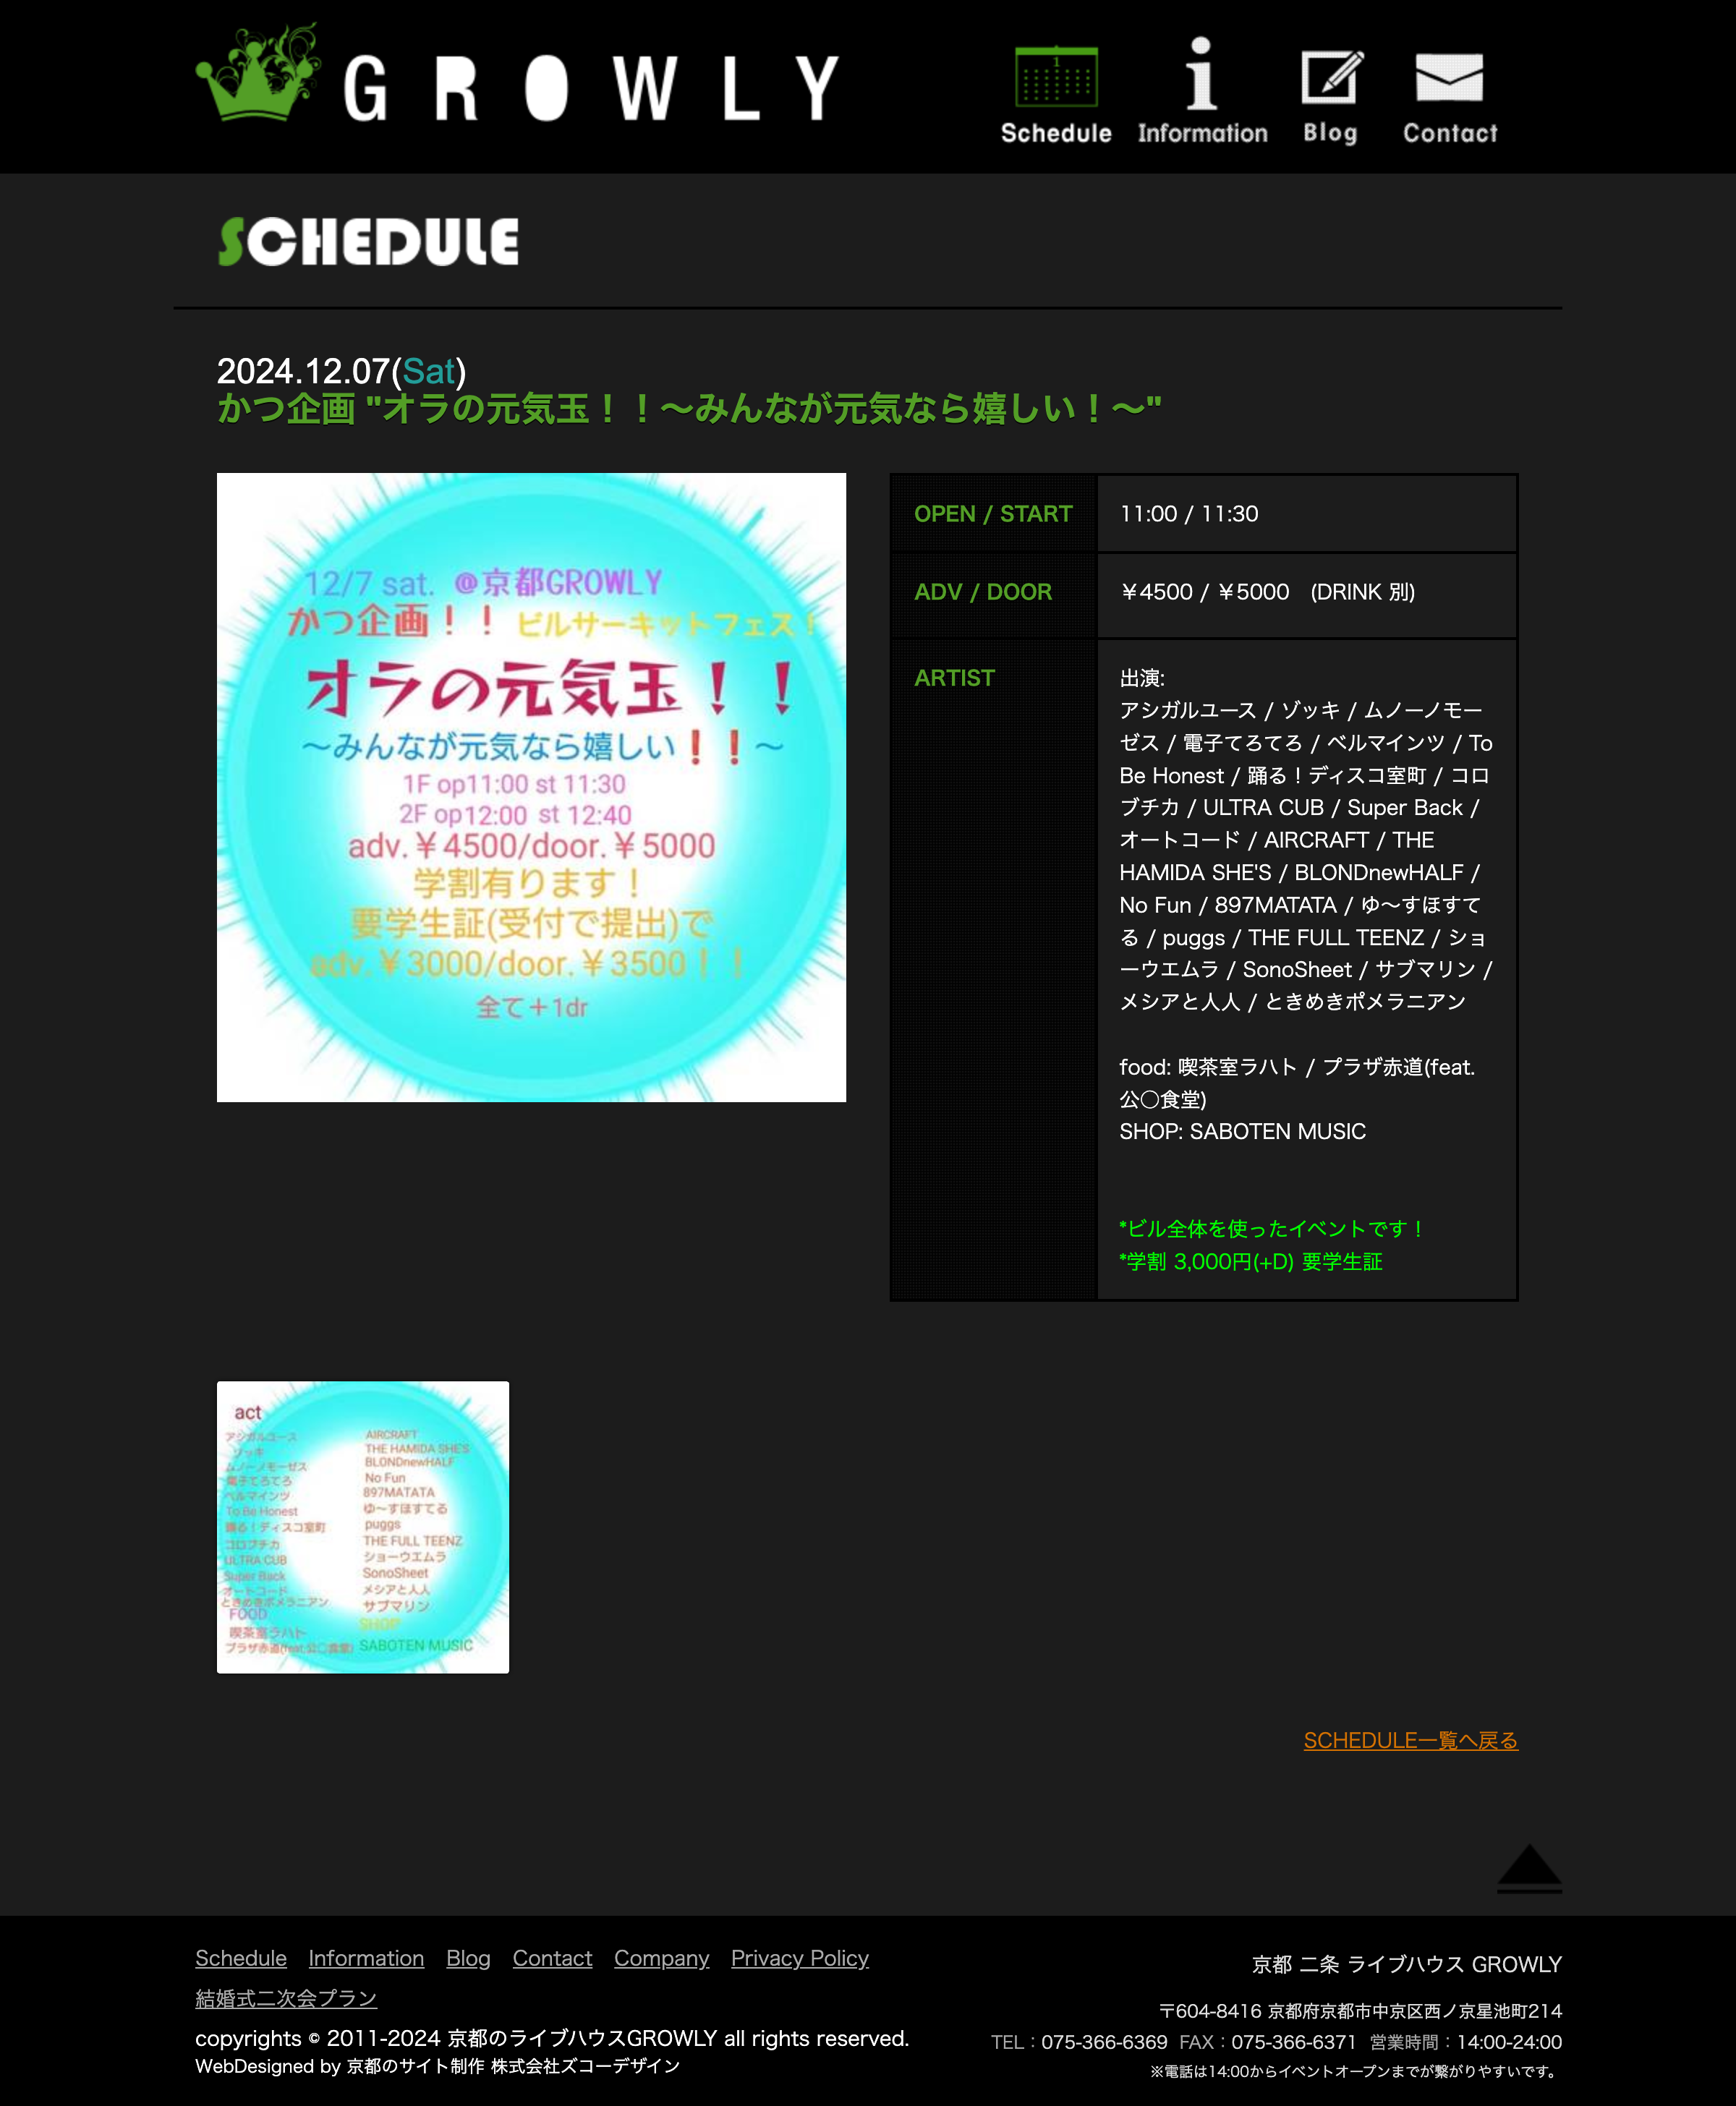 GROWLY
Schedule
Information
Blog
Contact
SCHEDULE
2024.12.07(Sat)
かつ企画 "オラの元気玉！！〜みんなが元気なら嬉しい！〜"
12/7 sat. @京都GROWLY
かつ企画！！ ビルサーキットフェス！
オラの元気玉！！
〜みんなが元気なら嬉しい❗❗〜
1F op11:00 st 11:30
2F op12:00 st 12:40
adv.￥4500/door.￥5000
学割有ります！
要学生証(受付で提出)で
adv.￥3000/door.￥3500！！
全て＋1dr
OPEN / START
11:00 / 11:30
ADV / DOOR
￥4500 / ￥5000　(DRINK 別)
ARTIST
出演:
アシガルユース / ゾッキ / ムノーノモー
ゼス / 電子てろてろ / ベルマインツ / To
Be Honest / 踊る！ディスコ室町 / コロ
ブチカ / ULTRA CUB / Super Back /
オートコード / AIRCRAFT / THE
HAMIDA SHE'S / BLONDnewHALF /
No Fun / 897MATATA / ゆ〜すほすて
る / puggs / THE FULL TEENZ / ショ
ーウエムラ / SonoSheet / サブマリン /
メシアと人人 / ときめきポメラニアン
food: 喫茶室ラハト / プラザ赤道(feat.
公〇食堂)
SHOP: SABOTEN MUSIC
*ビル全体を使ったイベントです！
*学割 3,000円(+D) 要学生証
act
アシガルユース
ゾッキ
ムノーノモーゼス
電子てろてろ
ベルマインツ
To Be Honest
踊る！ディスコ室町
コロブチカ
ULTRA CUB
Super Back
オートコード
ときめきポメラニアン
FOOD
喫茶室ラハト
プラザ赤道(feat.公〇食堂)
AIRCRAFT
THE HAMIDA SHE'S
BLONDnewHALF
No Fun
897MATATA
ゆ〜すほすてる
puggs
THE FULL TEENZ
ショーウエムラ
SonoSheet
メシアと人人
サブマリン
SHOP
SABOTEN MUSIC
SCHEDULE一覧へ戻る
Schedule Information Blog Contact Company Privacy Policy
結婚式二次会プラン
copyrights © 2011-2024 京都のライブハウスGROWLY all rights reserved.
WebDesigned by 京都のサイト制作 株式会社ズコーデザイン
京都 二条 ライブハウス GROWLY
〒604-8416 京都府京都市中京区西ノ京星池町214
TEL：075-366-6369 FAX：075-366-6371 営業時間：14:00-24:00
※電話は14:00からイベントオープンまでが繋がりやすいです。